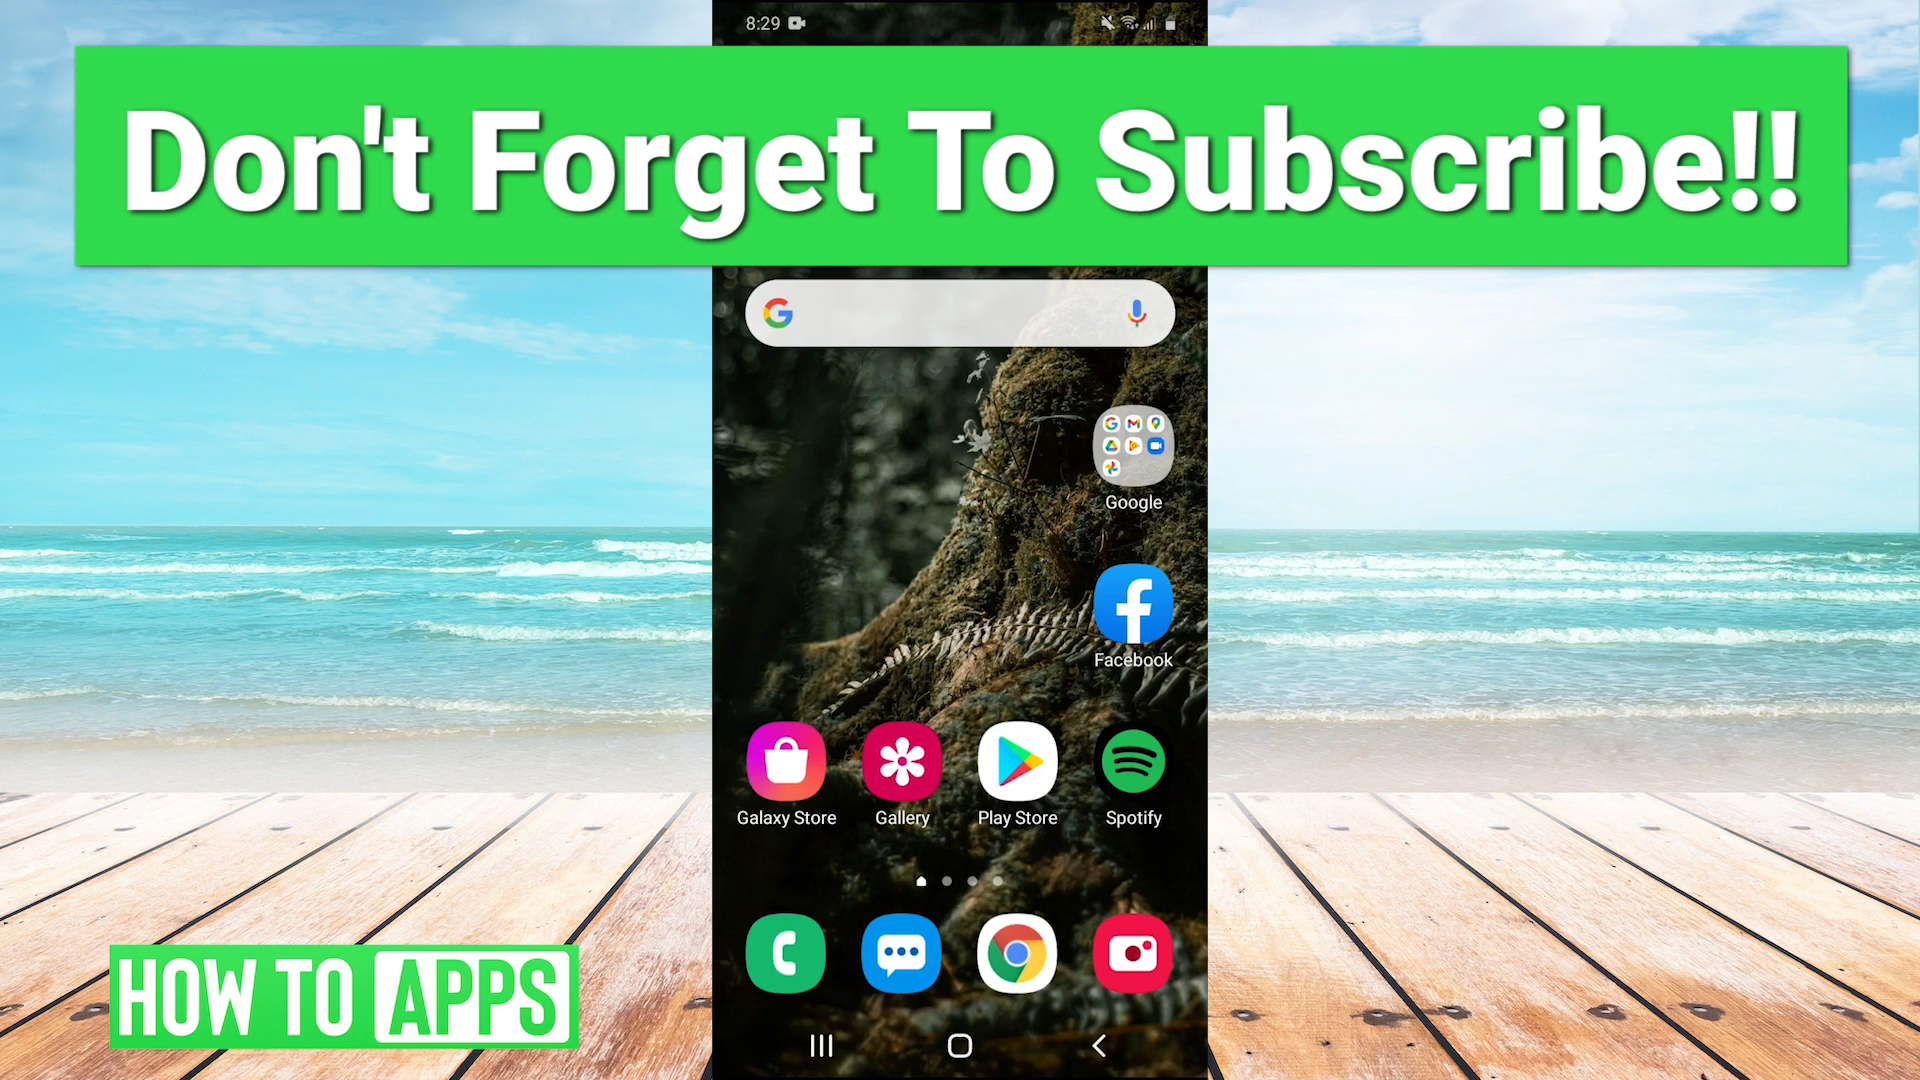 8:29
Don't Forget To Subscribe!!
Google
Facebook
Galaxy Store
Gallery
Play Store
Spotify
HOW TO APPS